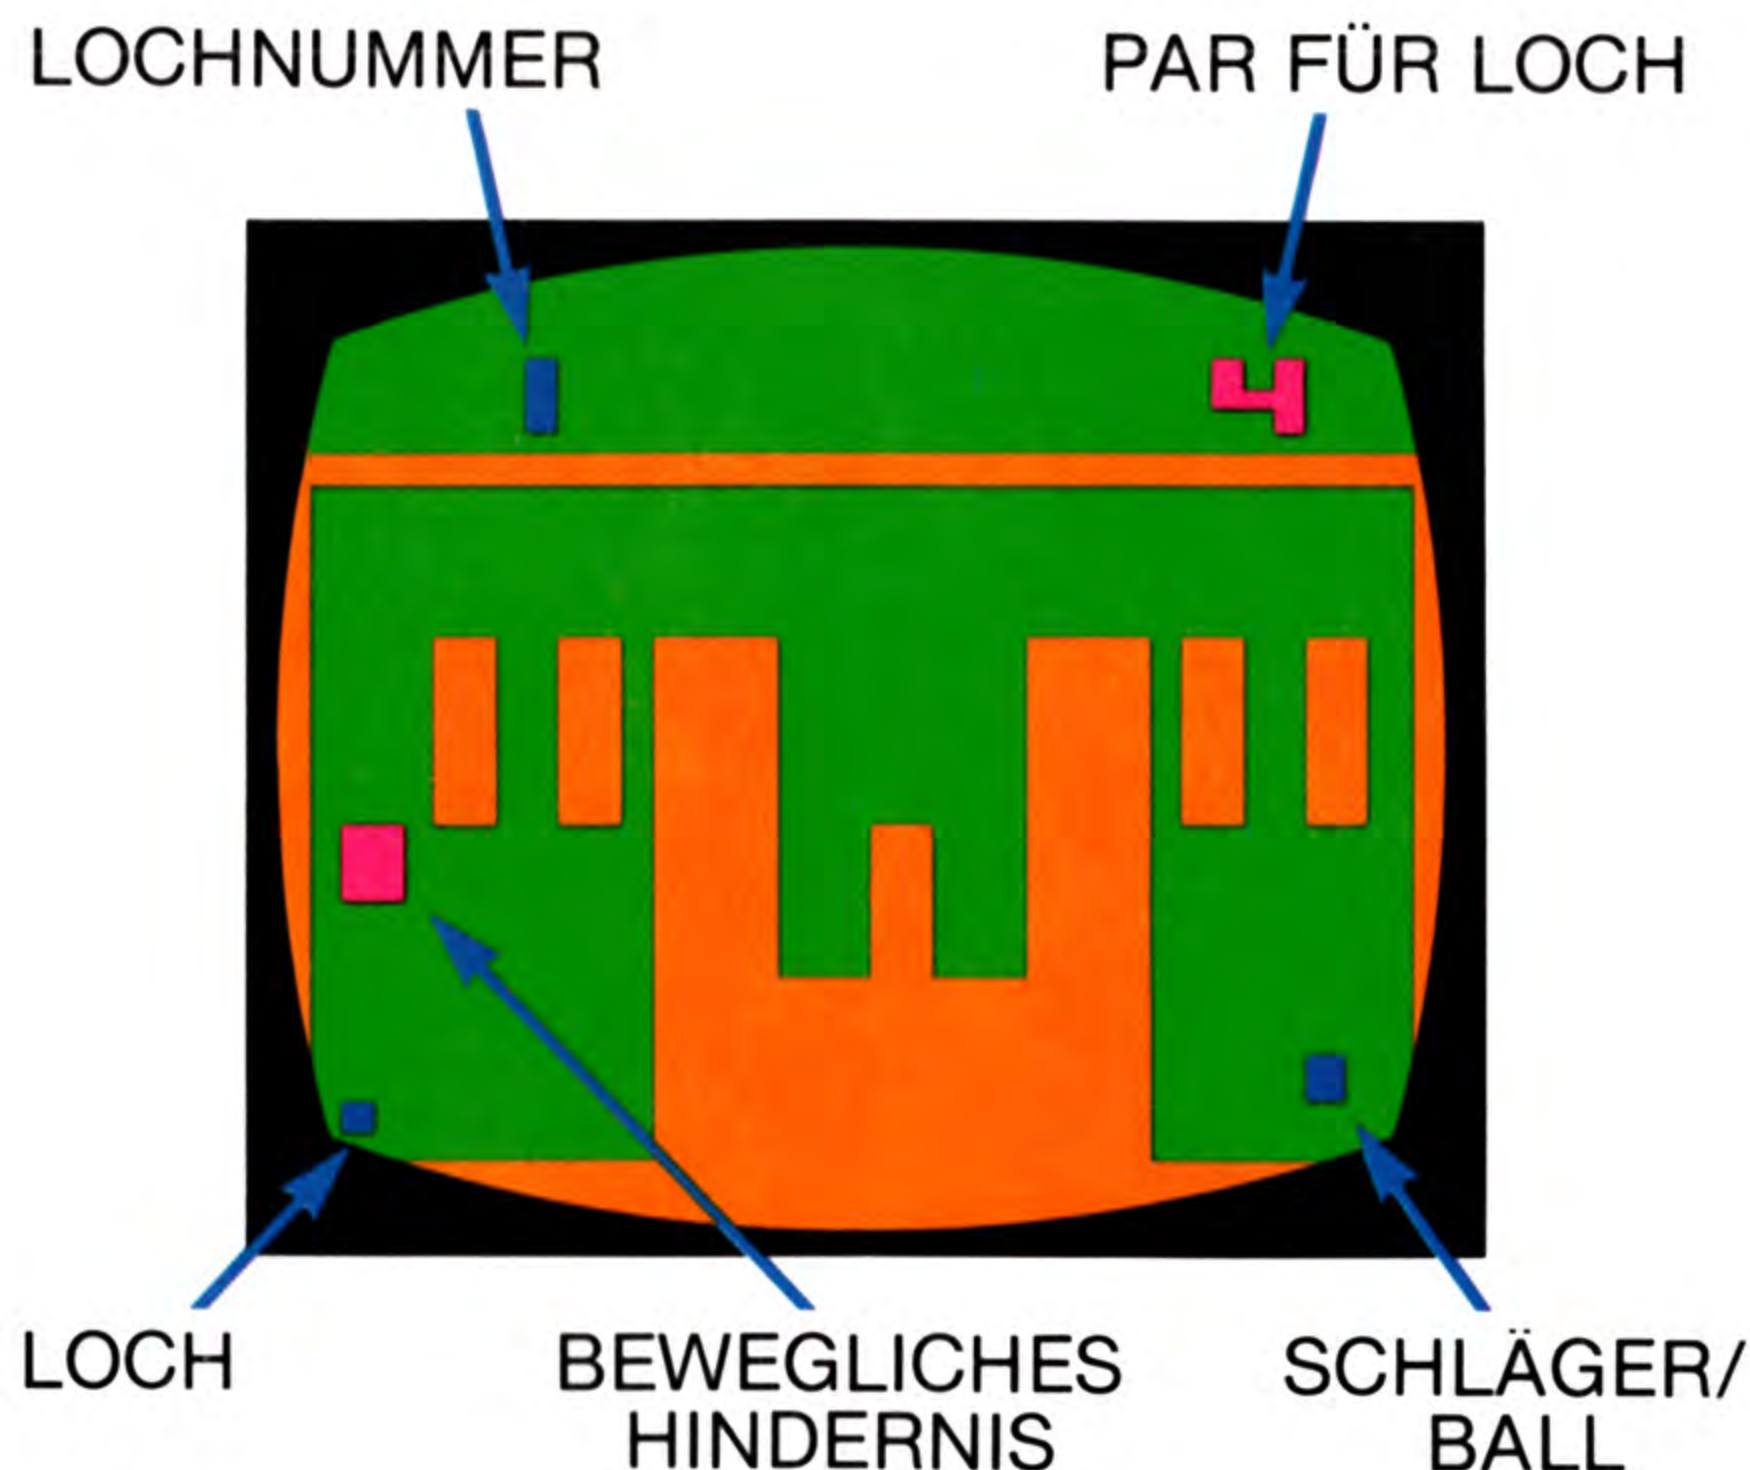 LOCHNUMMER
PAR FÜR LOCH
4
LOCH
BEWEGLICHES
HINDERNIS
SCHLÄGER/
BALL